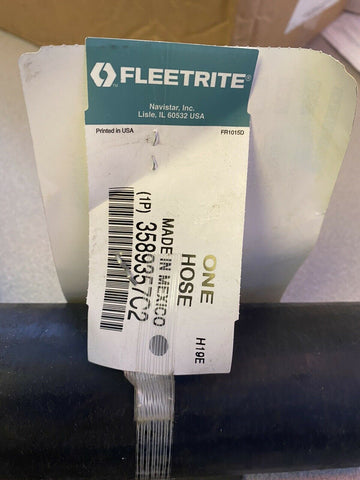 FLEETRITE®
Navistar, Inc.
Lisle, IL 60532 USA
Printed in USA
FR1015D
ONE
HOSE
H19E
MADE IN MEXICO
(1P) 3589357C2